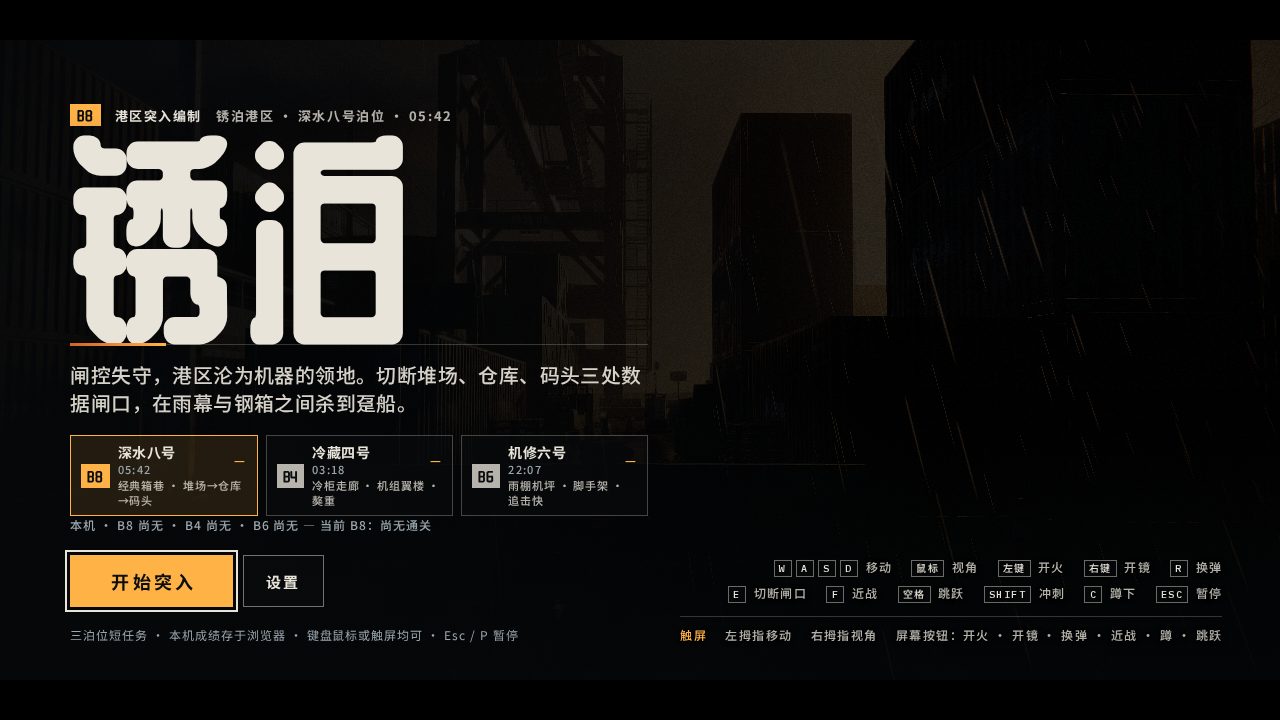 B8 港区突入编制 锈泊港区 · 深水八号泊位 · 05:42
锈泊
闸控失守，港区沦为机器的领地。切断堆场、仓库、码头三处数
据闸口，在雨幕与钢箱之间杀到趸船。
B8 深水八号 —
05:42
经典箱巷 · 堆场→仓库
→码头
B4 冷藏四号 —
03:18
冷柜走廊 · 机组翼楼 ·
獒重
B6 机修六号 —
22:07
雨棚机坪 · 脚手架 ·
追击快
本机 · B8 尚无 · B4 尚无 · B6 尚无 — 当前 B8：尚无通关
开始突入 设置
W A S D 移动 鼠标 视角 左键 开火 右键 开镜 R 换弹
E 切断闸口 F 近战 空格 跳跃 SHIFT 冲刺 C 蹲下 ESC 暂停
三泊位短任务 · 本机成绩存于浏览器 · 键盘鼠标或触屏均可 · Esc / P 暂停
触屏 左拇指移动 右拇指视角 屏幕按钮：开火 · 开镜 · 换弹 · 近战 · 蹲 · 跳跃